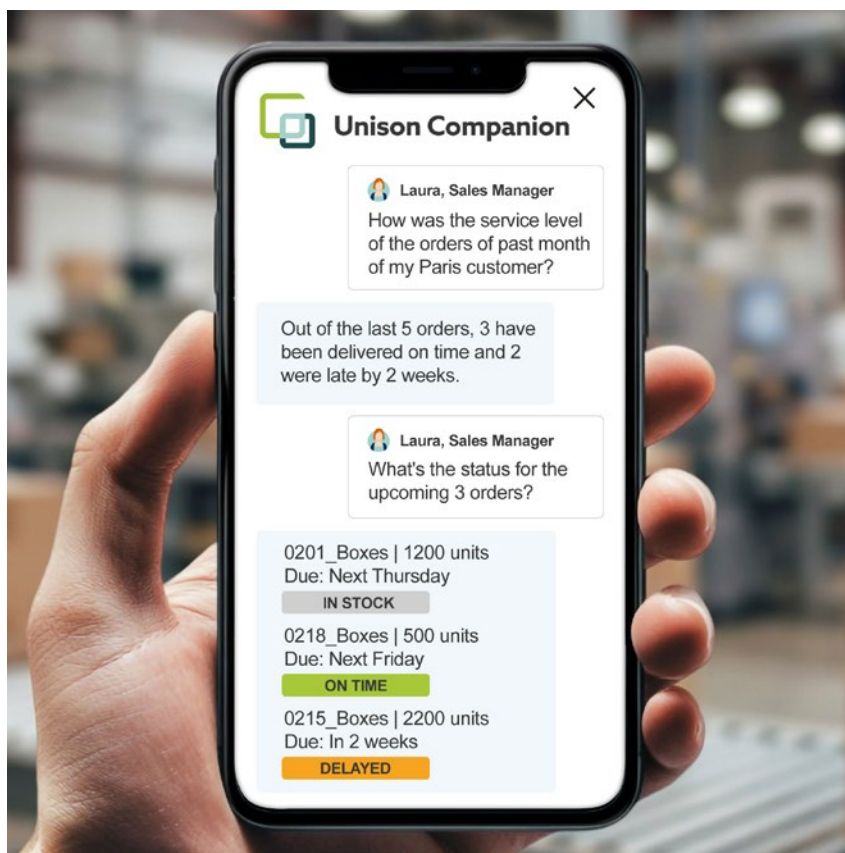 Unison Companion
Laura, Sales Manager
How was the service level
of the orders of past month
of my Paris customer?
Out of the last 5 orders, 3 have
been delivered on time and 2
were late by 2 weeks.
Laura, Sales Manager
What's the status for the
upcoming 3 orders?
0201_Boxes | 1200 units
Due: Next Thursday
IN STOCK
0218_Boxes | 500 units
Due: Next Friday
ON TIME
0215_Boxes | 2200 units
Due: In 2 weeks
DELAYED